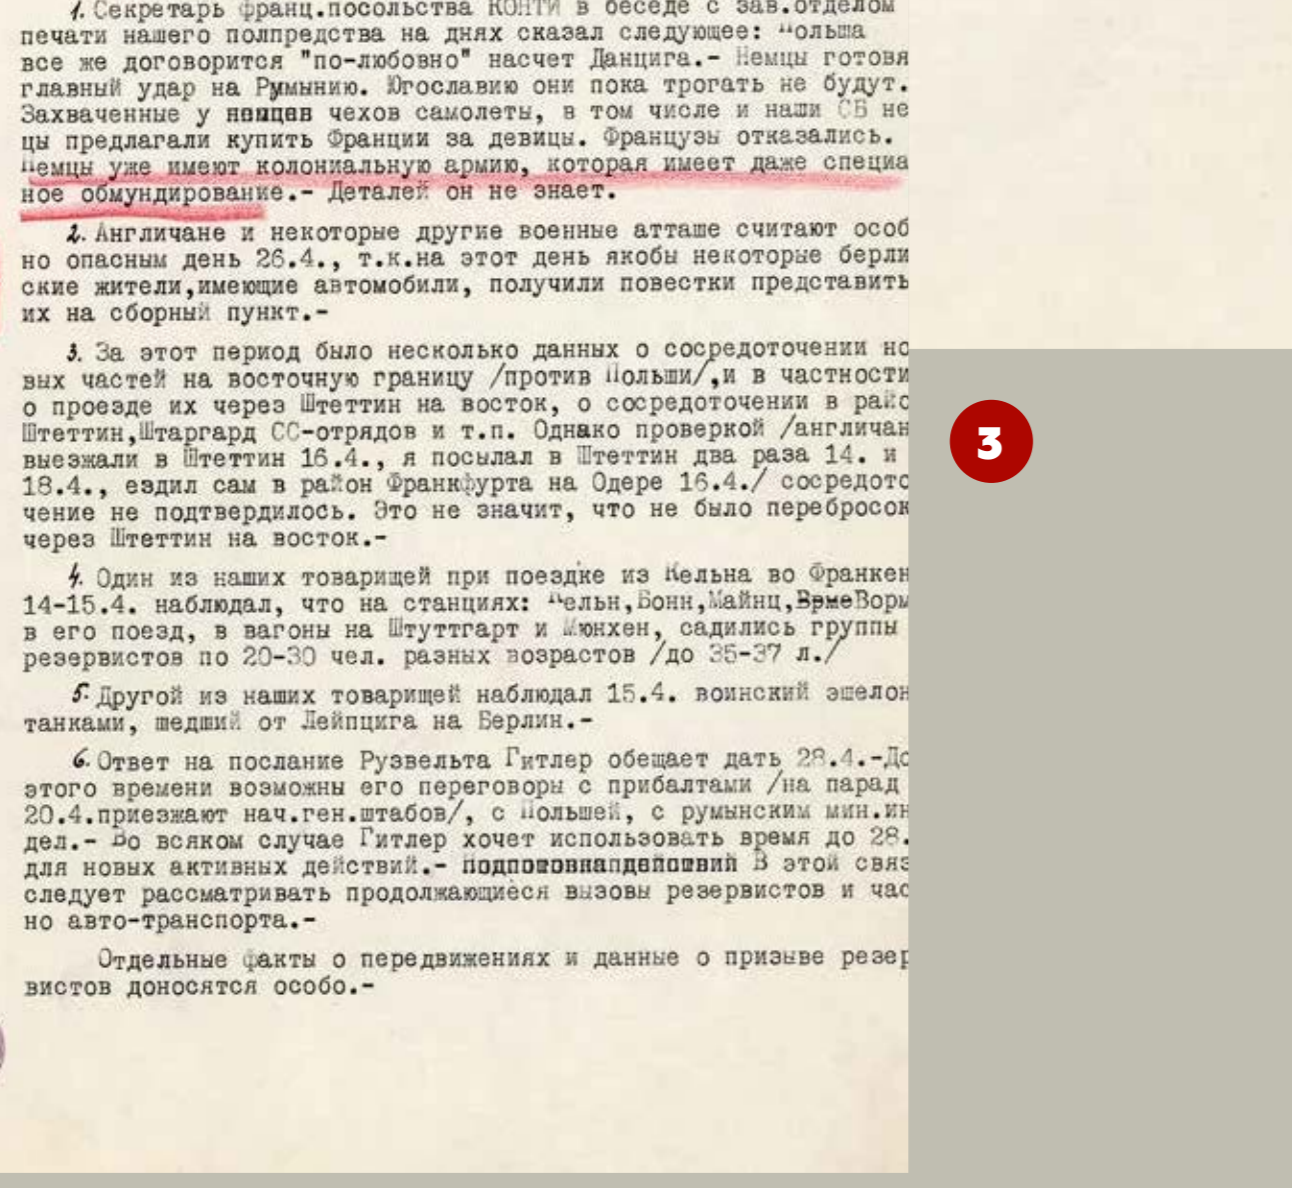 1. Секретарь франц.посольства КОНТИ в беседе с зав.отделом
печати нашего полпредства на днях сказал следующее: "Польша
все же договорится "по-любовно" насчет Данцига.- Немцы готовя
главный удар на Румынию. Югославию они пока трогать не будут.
Захваченные у немцев чехов самолеты, в том числе и наши СБ не
цы предлагали купить Франции за девицы. Французы отказались.
Немцы уже имеют колониальную армию, которая имеет даже специа
ное обмундирование.- Деталей он не знает.
2. Англичане и некоторые другие военные атташе считают особ
но опасным день 26.4., т.к.на этот день якобы некоторые берли
ские жители,имеющие автомобили, получили повестки представить
их на сборный пункт.-
3. За этот период было несколько данных о сосредоточении но
вых частей на восточную границу /против Польши/,и в частности
о проезде их через Штеттин на восток, о сосредоточении в райо
Штеттин,Штаргард СС-отрядов и т.п. Однако проверкой /англичан
выезжали в Штеттин 16.4., я посылал в Штеттин два раза 14. и
18.4., ездил сам в район Франкфурта на Одере 16.4./ сосредото
чение не подтвердилось. Это не значит, что не было перебросок
через Штеттин на восток.-
4. Один из наших товарищей при поездке из Кельна во Франкен
14-15.4. наблюдал, что на станциях: Кельн,Бонн,Майнц,ВрмеВорм
в его поезд, в вагоны на Штуттгарт и Мюнхен, садились группы
резервистов по 20-30 чел. разных возрастов /до 35-37 л./
5. Другой из наших товарищей наблюдал 15.4. воинский эшелон
танками, шедший от Лейпцига на Берлин.-
6. Ответ на послание Рузвельта Гитлер обещает дать 28.4.-До
этого времени возможны его переговоры с прибалтами /на парад
20.4.приезжают нач.ген.штабов/, с Польшей, с румынским мин.ин
дел.- Во всяком случае Гитлер хочет использовать время до 28.
для новых активных действий.- В этой связ
следует рассматривать продолжающиеся вызовы резервистов и час
но авто-транспорта.-
Отдельные факты о передвижениях и данные о призыве резер
вистов доносятся особо.-
3